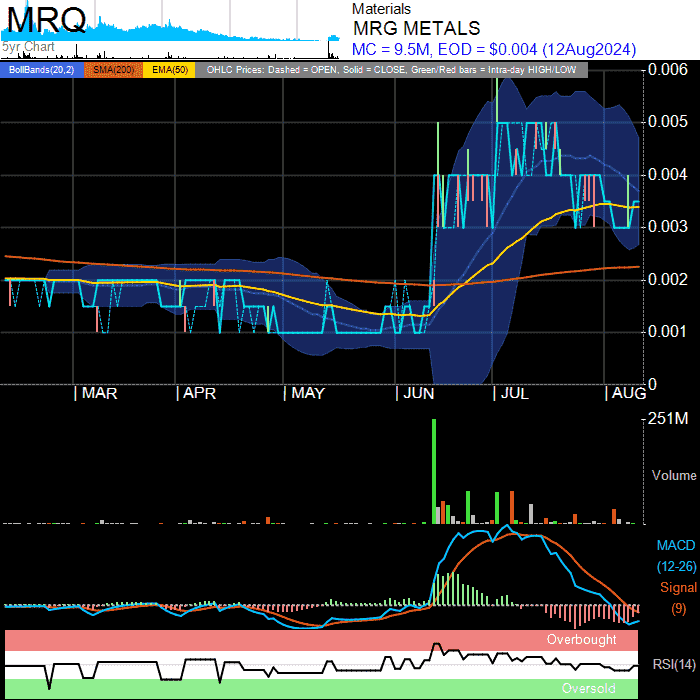 MRQ
5yr Chart
Materials
MRG METALS
MC = 9.5M, EOD = $0.004 (12Aug2024)
BollBands(20,2) SMA(200) EMA(50) OHLC Prices: Dashed = OPEN, Solid = CLOSE, Green/Red bars = Intra-day HIGH/LOW
0.006
0.005
0.004
0.003
0.002
0.001
0
MAR APR MAY JUN JUL AUG
251M
Volume
MACD
(12-26)
Signal
(9)
Overbought
RSI(14)
Oversold